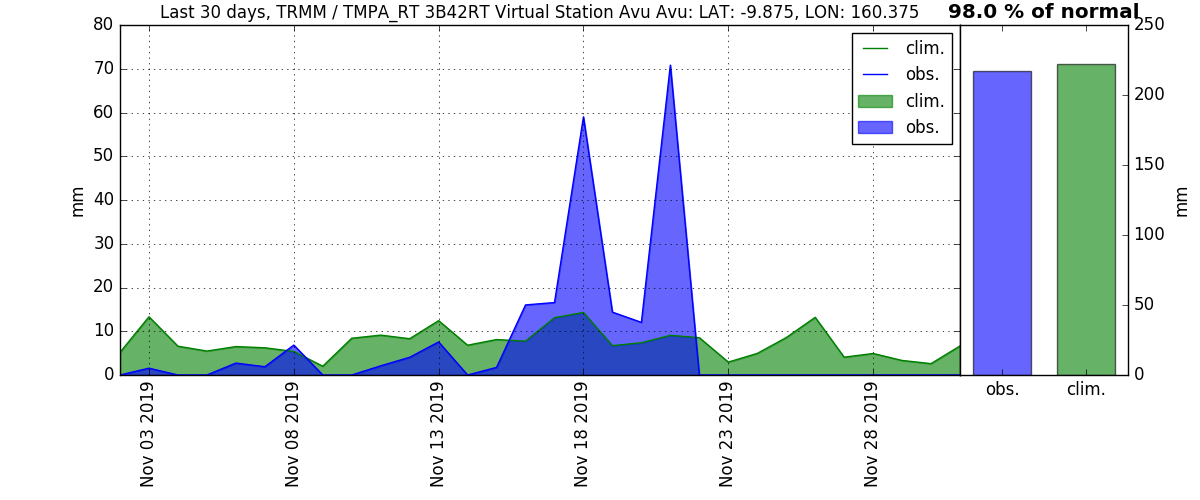 Last 30 days, TRMM / TMPA_RT 3B42RT Virtual Station Avu Avu: LAT: -9.875, LON: 160.375
98.0 % of normal
80
70
60
50
40
30
20
10
0
mm
clim.
obs.
clim.
obs.
Nov 03 2019
Nov 08 2019
Nov 13 2019
Nov 18 2019
Nov 23 2019
Nov 28 2019
250
200
150
100
50
0
mm
obs.
clim.